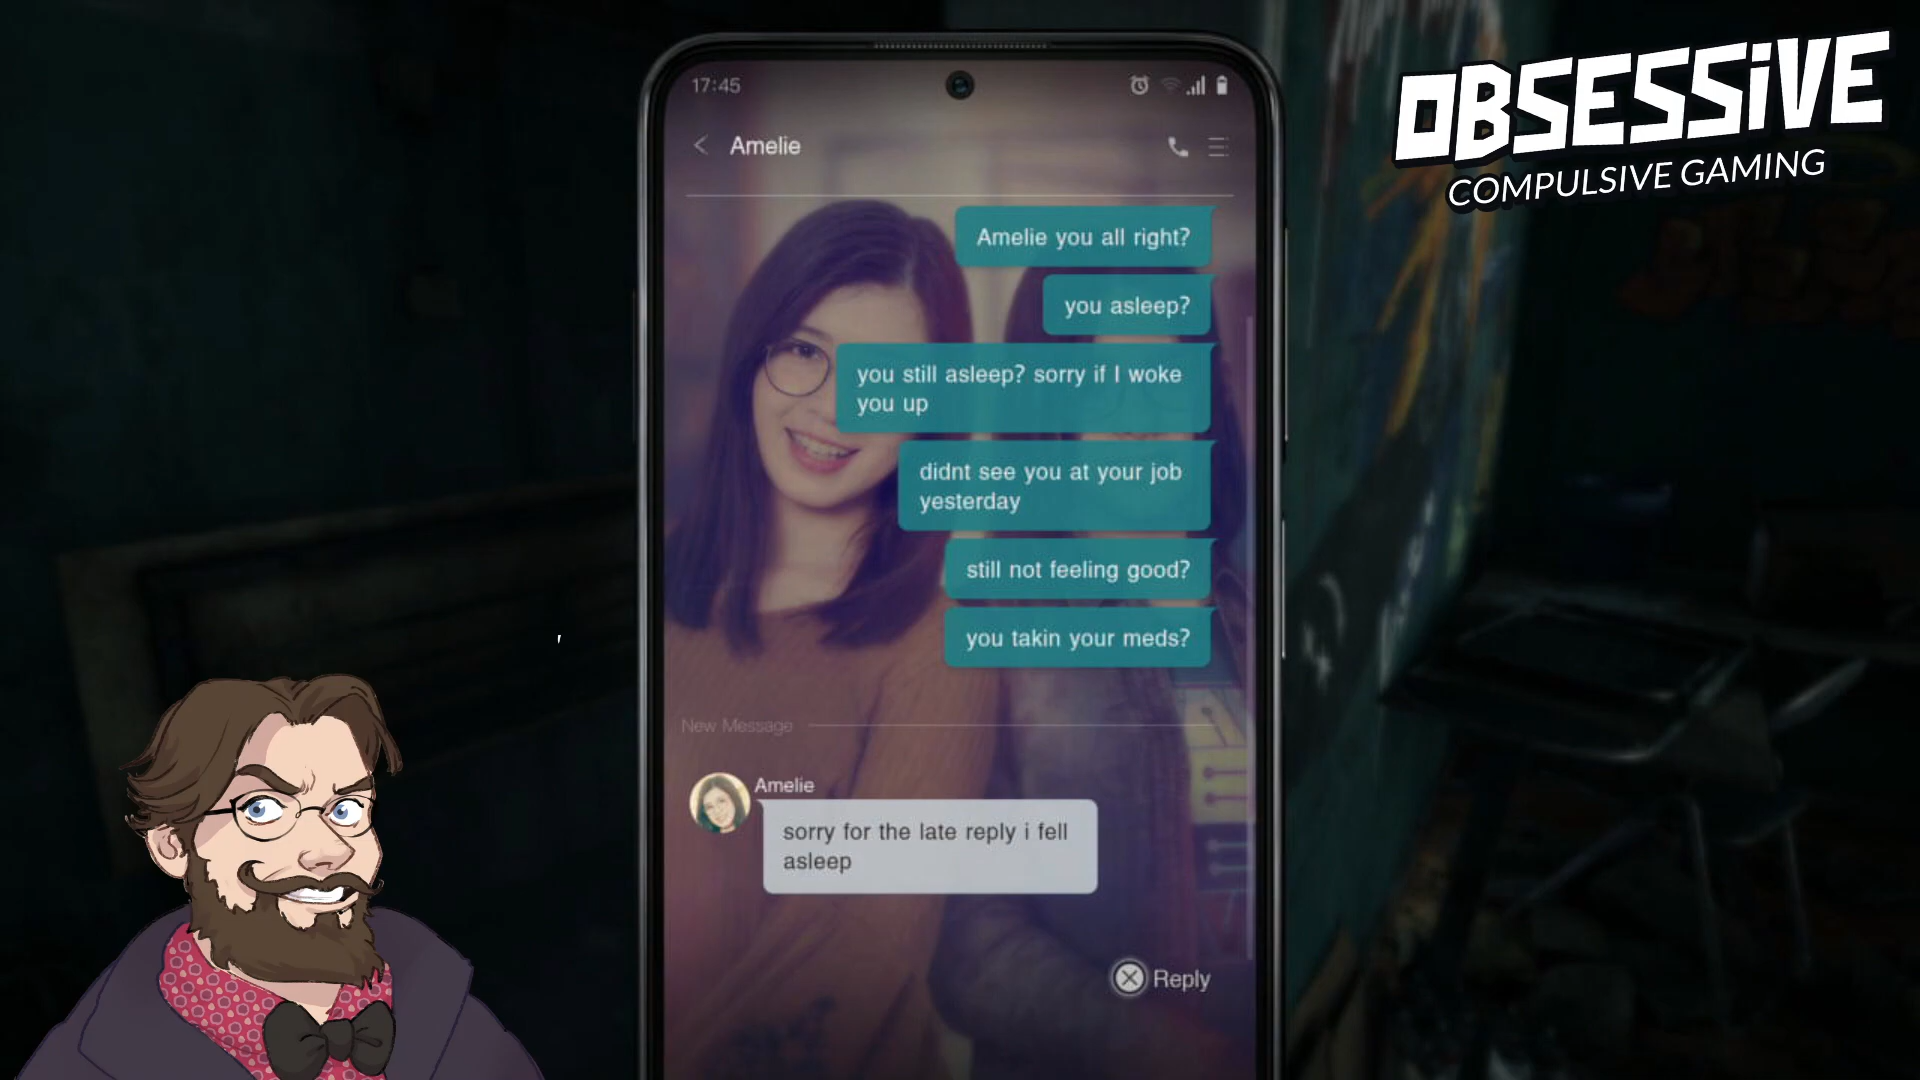 17:45
Amelie
Amelie you all right?
you asleep?
you still asleep? sorry if I woke
you up
didnt see you at your job
yesterday
still not feeling good?
you takin your meds?
New Message
Amelie
sorry for the late reply i fell
asleep
Reply
OBSESSiVE
COMPULSIVE GAMING